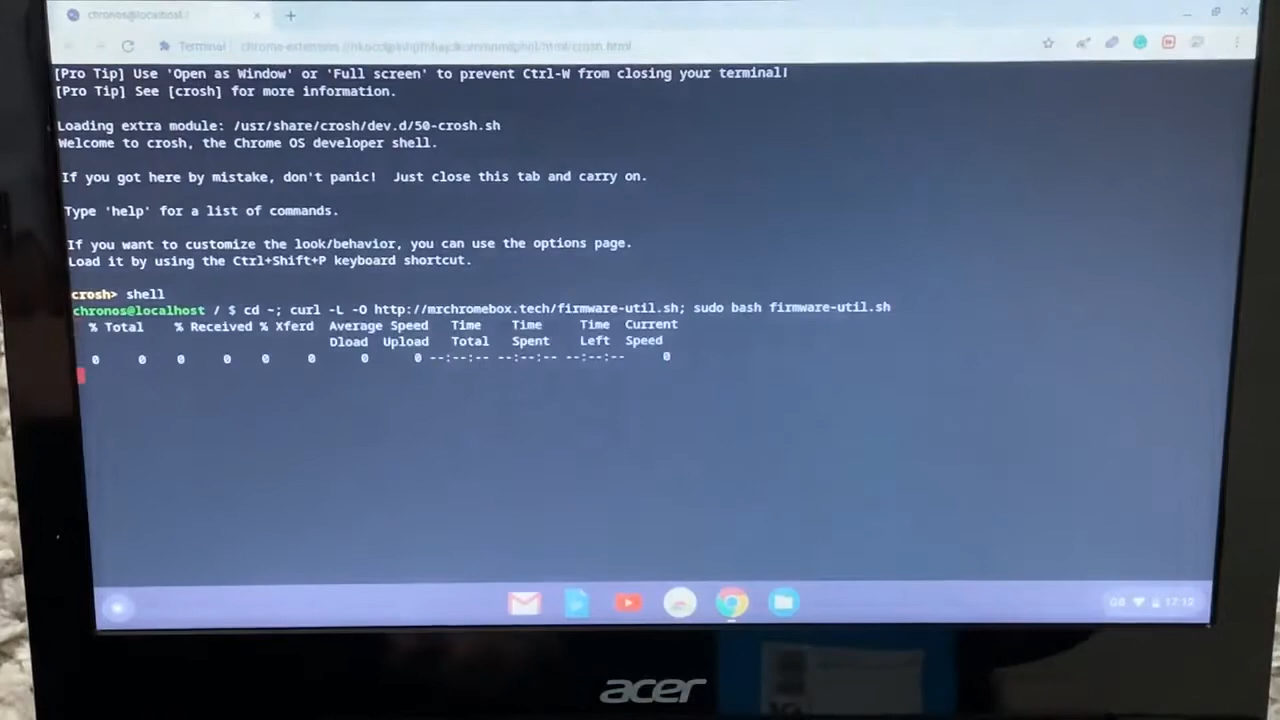 chronos@localhost:/
Terminal
[Pro Tip] Use 'Open as Window' or 'Full screen' to prevent Ctrl-W from closing your terminal!
[Pro Tip] See [crosh] for more information.
Loading extra module: /usr/share/crosh/dev.d/50-crosh.sh
Welcome to crosh, the Chrome OS developer shell.
If you got here by mistake, don't panic!  Just close this tab and carry on.
Type 'help' for a list of commands.
If you want to customize the look/behavior, you can use the options page.
Load it by using the Ctrl+Shift+P keyboard shortcut.
crosh> shell
chronos@localhost / $ cd ~; curl -L -O http://mrchromebox.tech/firmware-util.sh; sudo bash firmware-util.sh
% Total % Received % Xferd Average Speed Time Time Time Current
Dload Upload Total Spent Left Speed
0 0 0 0 0 0 0 0 --:--:-- --:--:-- --:--:-- 0
GB 17:12
acer